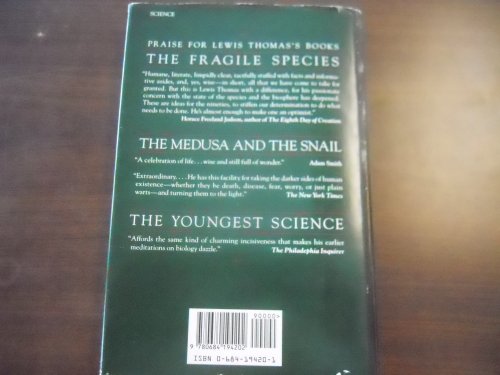 SCIENCE
PRAISE FOR LEWIS THOMAS'S BOOKS
THE FRAGILE SPECIES
"Humane, literate, limpidly clear, tactfully stuffed with facts and informa-
tive asides, and, yes, wise—in short, all that we have come to take for
granted. But this is Lewis Thomas with a difference, for his passionate
concern with the state of the species and the biosphere has deepened.
These are ideas for the nineties, to stiffen our determination to do what
needs to be done. He's almost enough to make one an optimist."
Horace Freeland Judson, author of The Eighth Day of Creation
THE MEDUSA AND THE SNAIL
"A celebration of life. . .wise and still full of wonder." Adam Smith
"Extraordinary. . . . He has this facility for taking the darker sides of human
existence—whether they be death, disease, fear, worry, or just plain
warts—and turning them to the light." The New York Times
THE YOUNGEST SCIENCE
"Affords the same kind of charming incisiveness that makes his earlier
meditations on biology dazzle." The Philadephia Inquirer
90000>
9 780684 194202
ISBN 0-684-19420-1